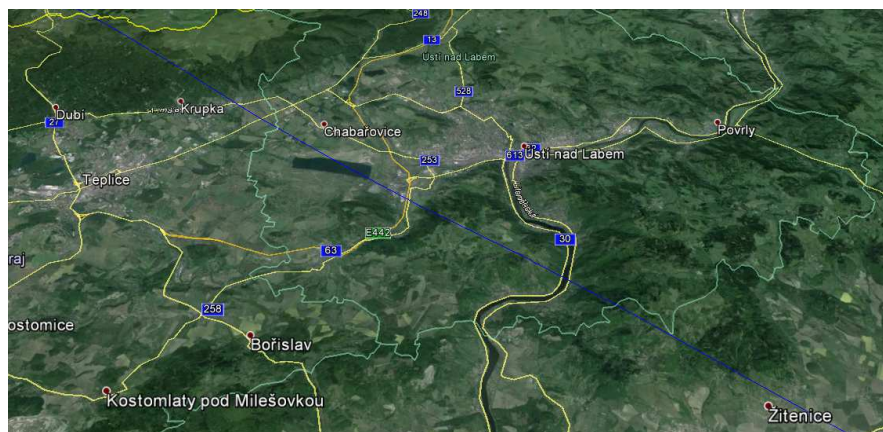 248
13
Ústí nad Labem
528
Dubí
27
Krupka
Chabařovice
Povrly
253
613
Ústí nad Labem
Teplice
E442
63
30
raj
258
ostomice
Bořislav
Kostomlaty pod Milešovkou
Žitenice